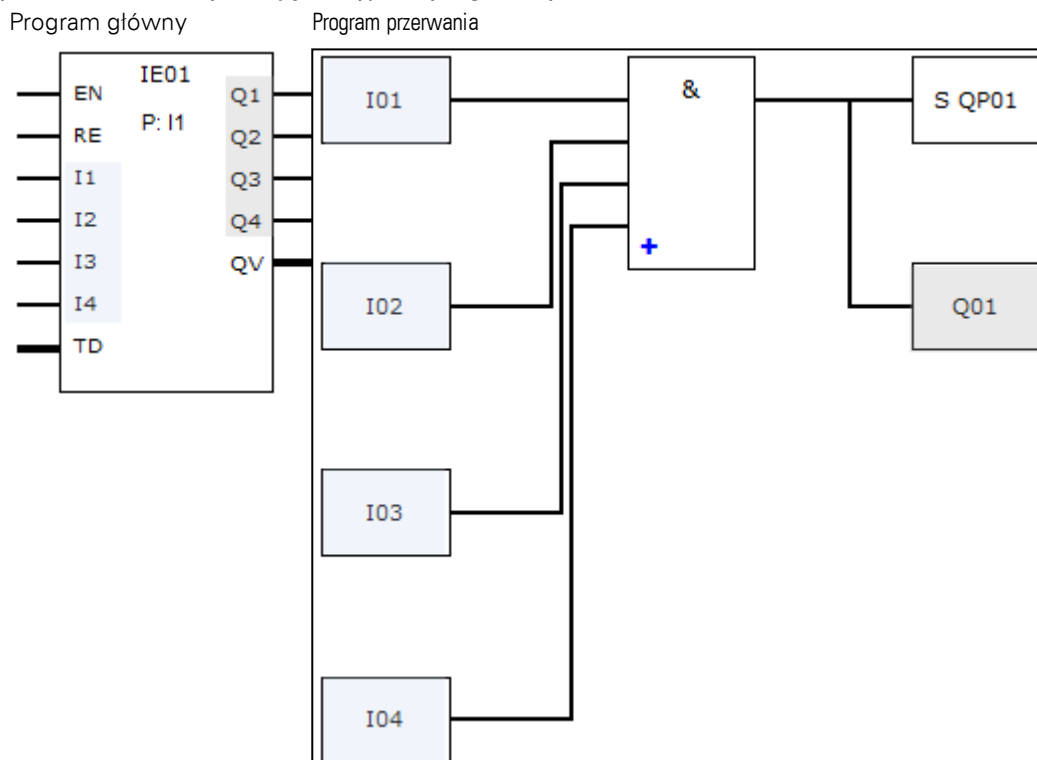 Program główny
Program przerwania
IE01
P: I1
EN
RE
I1
I2
I3
I4
TD
Q1
Q2
Q3
Q4
QV
I01
I02
I03
I04
&
+
S QP01
Q01